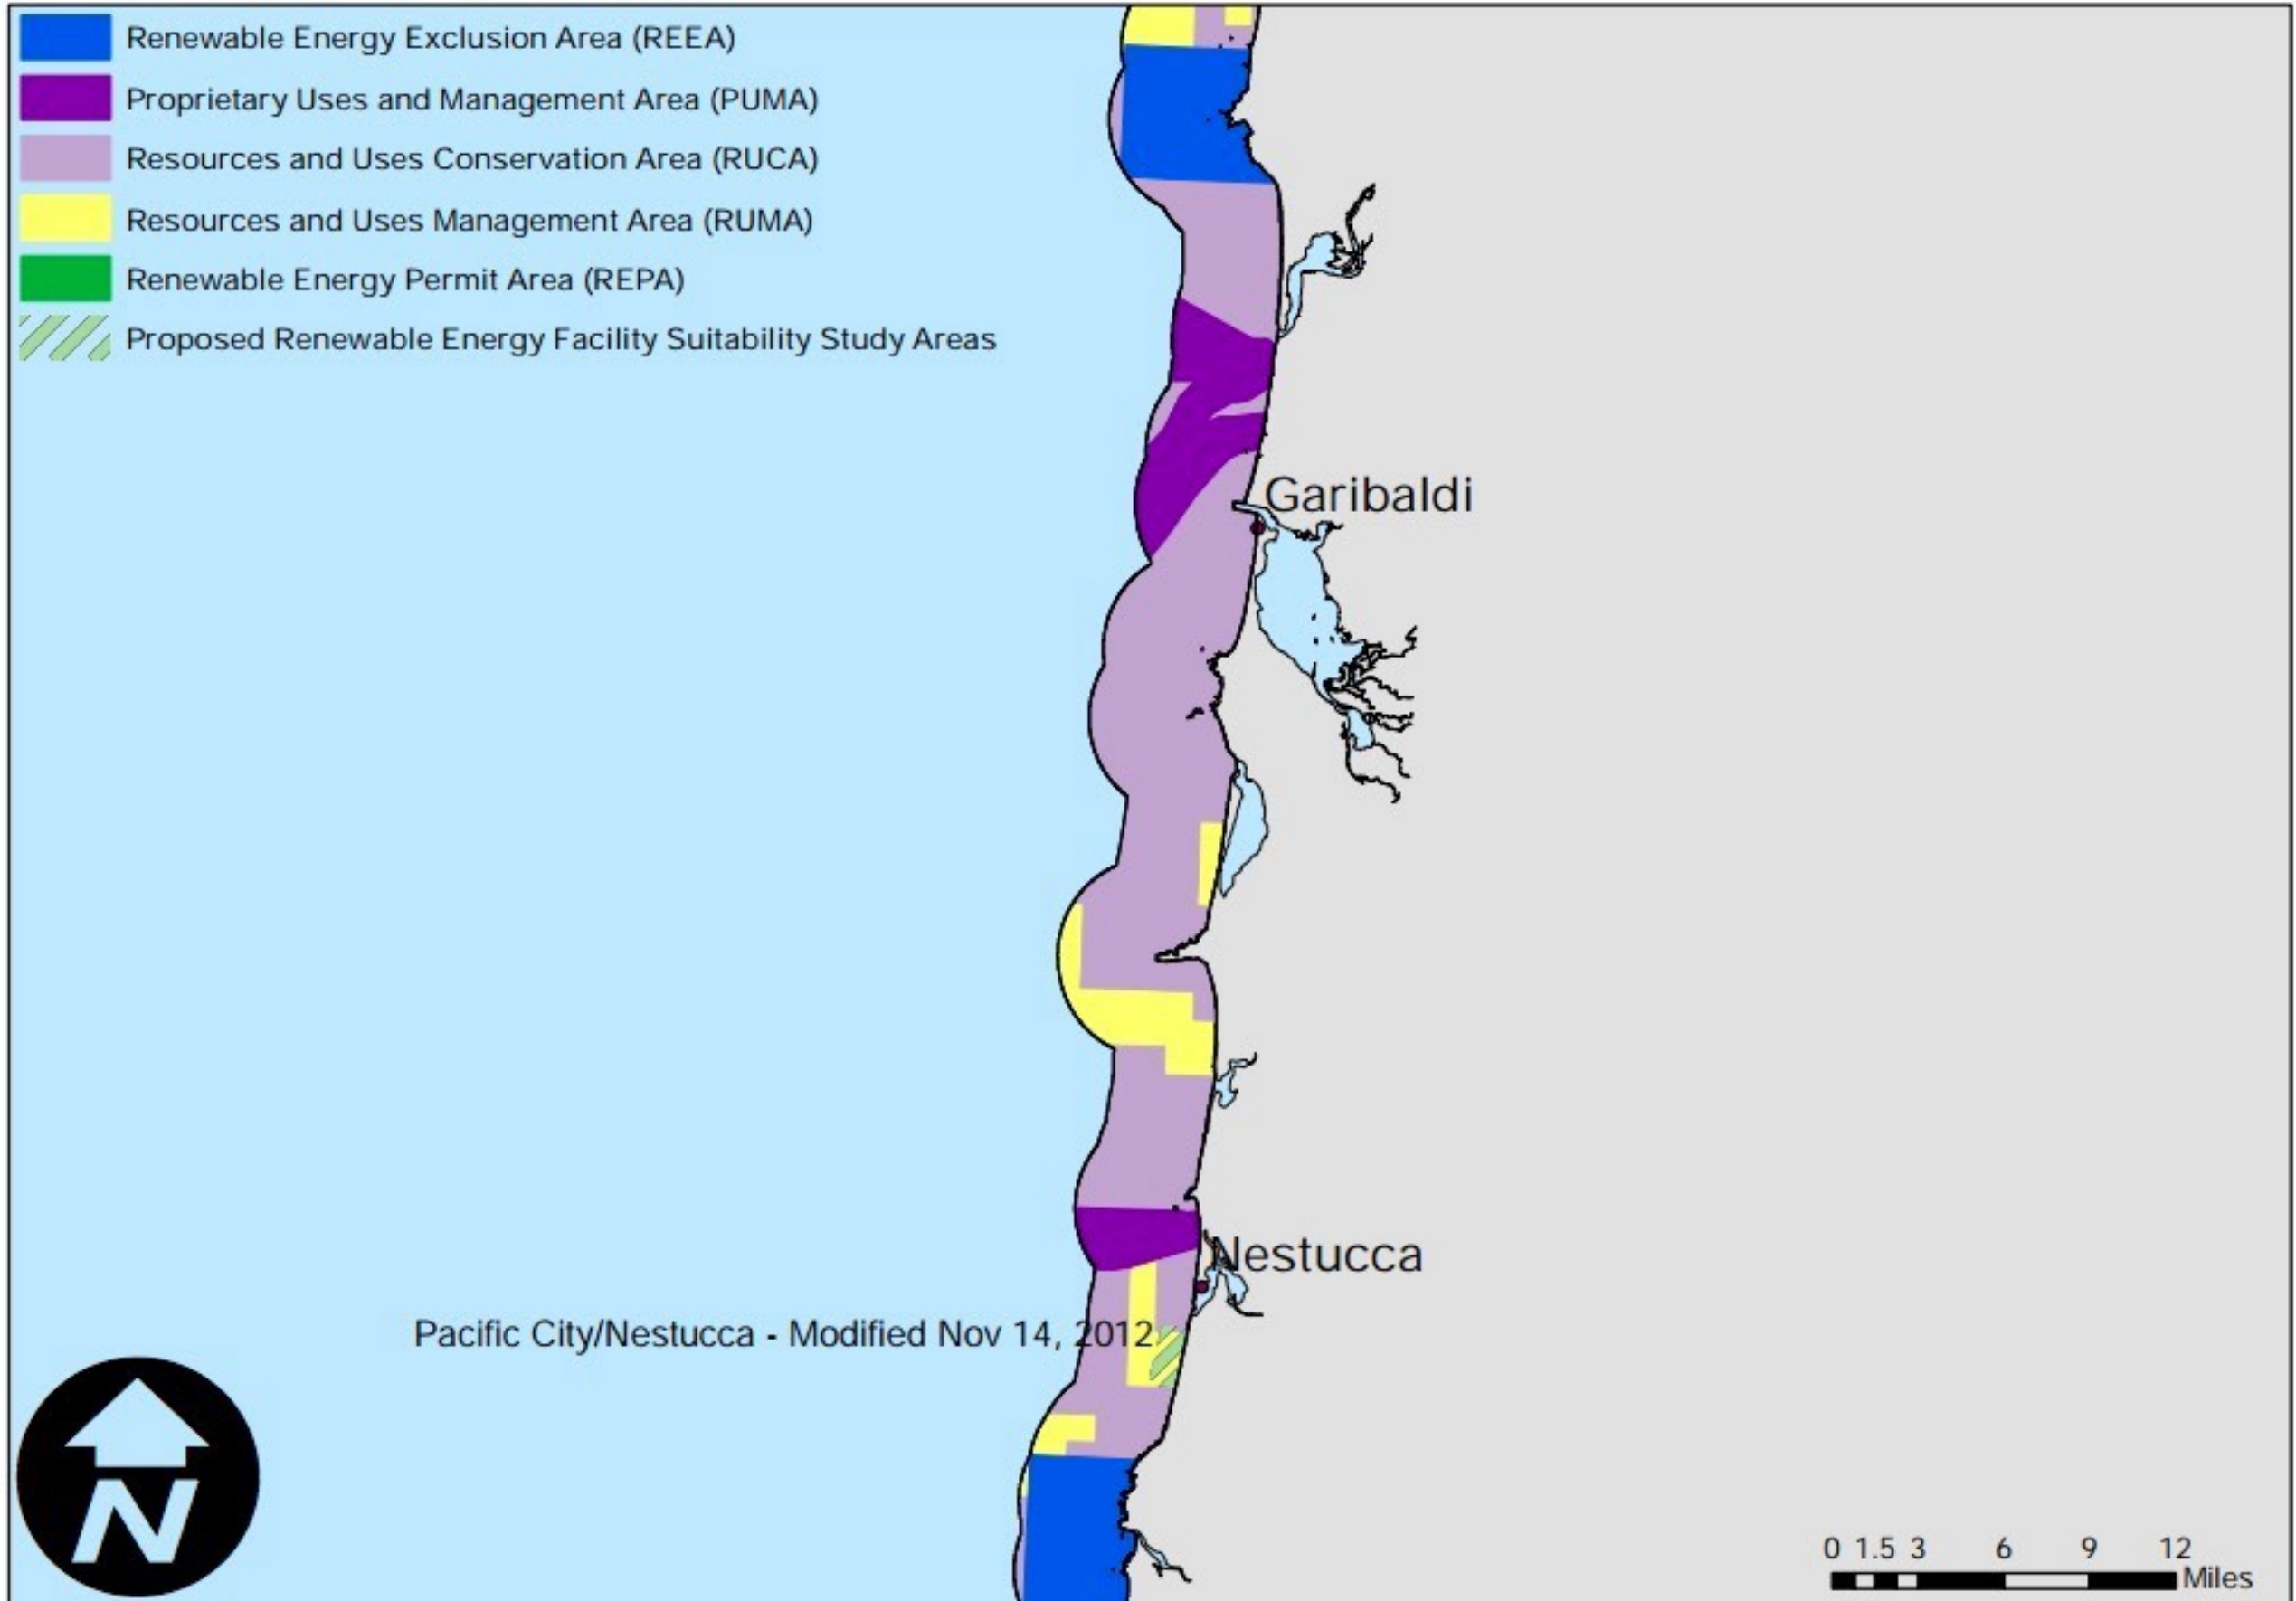 Renewable Energy Exclusion Area (REEA)
Proprietary Uses and Management Area (PUMA)
Resources and Uses Conservation Area (RUCA)
Resources and Uses Management Area (RUMA)
Renewable Energy Permit Area (REPA)
Proposed Renewable Energy Facility Suitability Study Areas
Garibaldi
Nestucca
Pacific City/Nestucca - Modified Nov 14, 2012
N
0 1.5 3 6 9 12
Miles